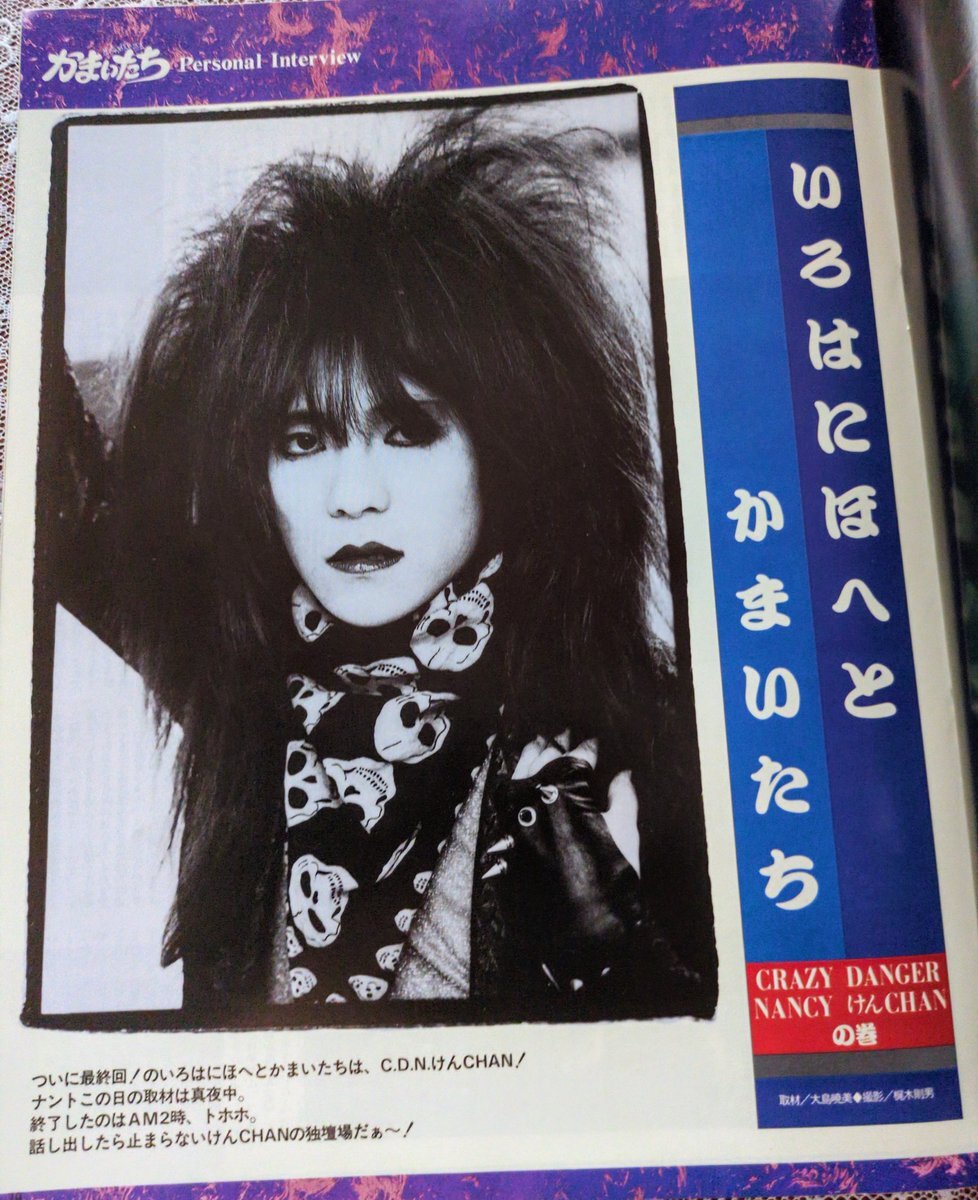 かまいたち Personal Interview
いろはにほへと
かまいたち
CRAZY DANGER
NANCY けんCHAN
の巻
取材／大島暁美◆撮影／梶木剛男
ついに最終回！のいろはにほへとかまいたちは、C.D.N.けんCHAN！
ナントこの日の取材は真夜中。
終了したのはAM2時、トホホ。
話し出したら止まらないけんCHANの独壇場だぁ〜！